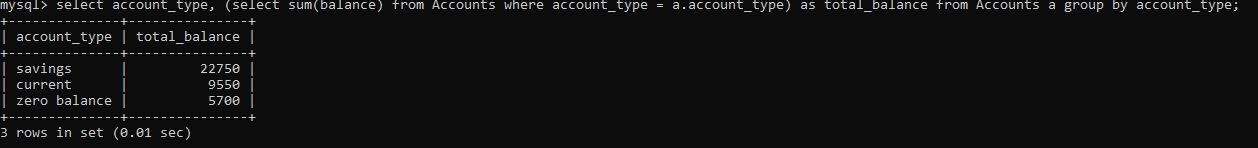 mysql> select account_type, (select sum(balance) from Accounts where account_type = a.account_type) as total_balance from Accounts a group by account_type;
+--------------+---------------+
| account_type | total_balance |
+--------------+---------------+
| savings      |         22750 |
| current      |          9550 |
| zero balance |          5700 |
+--------------+---------------+
3 rows in set (0.01 sec)